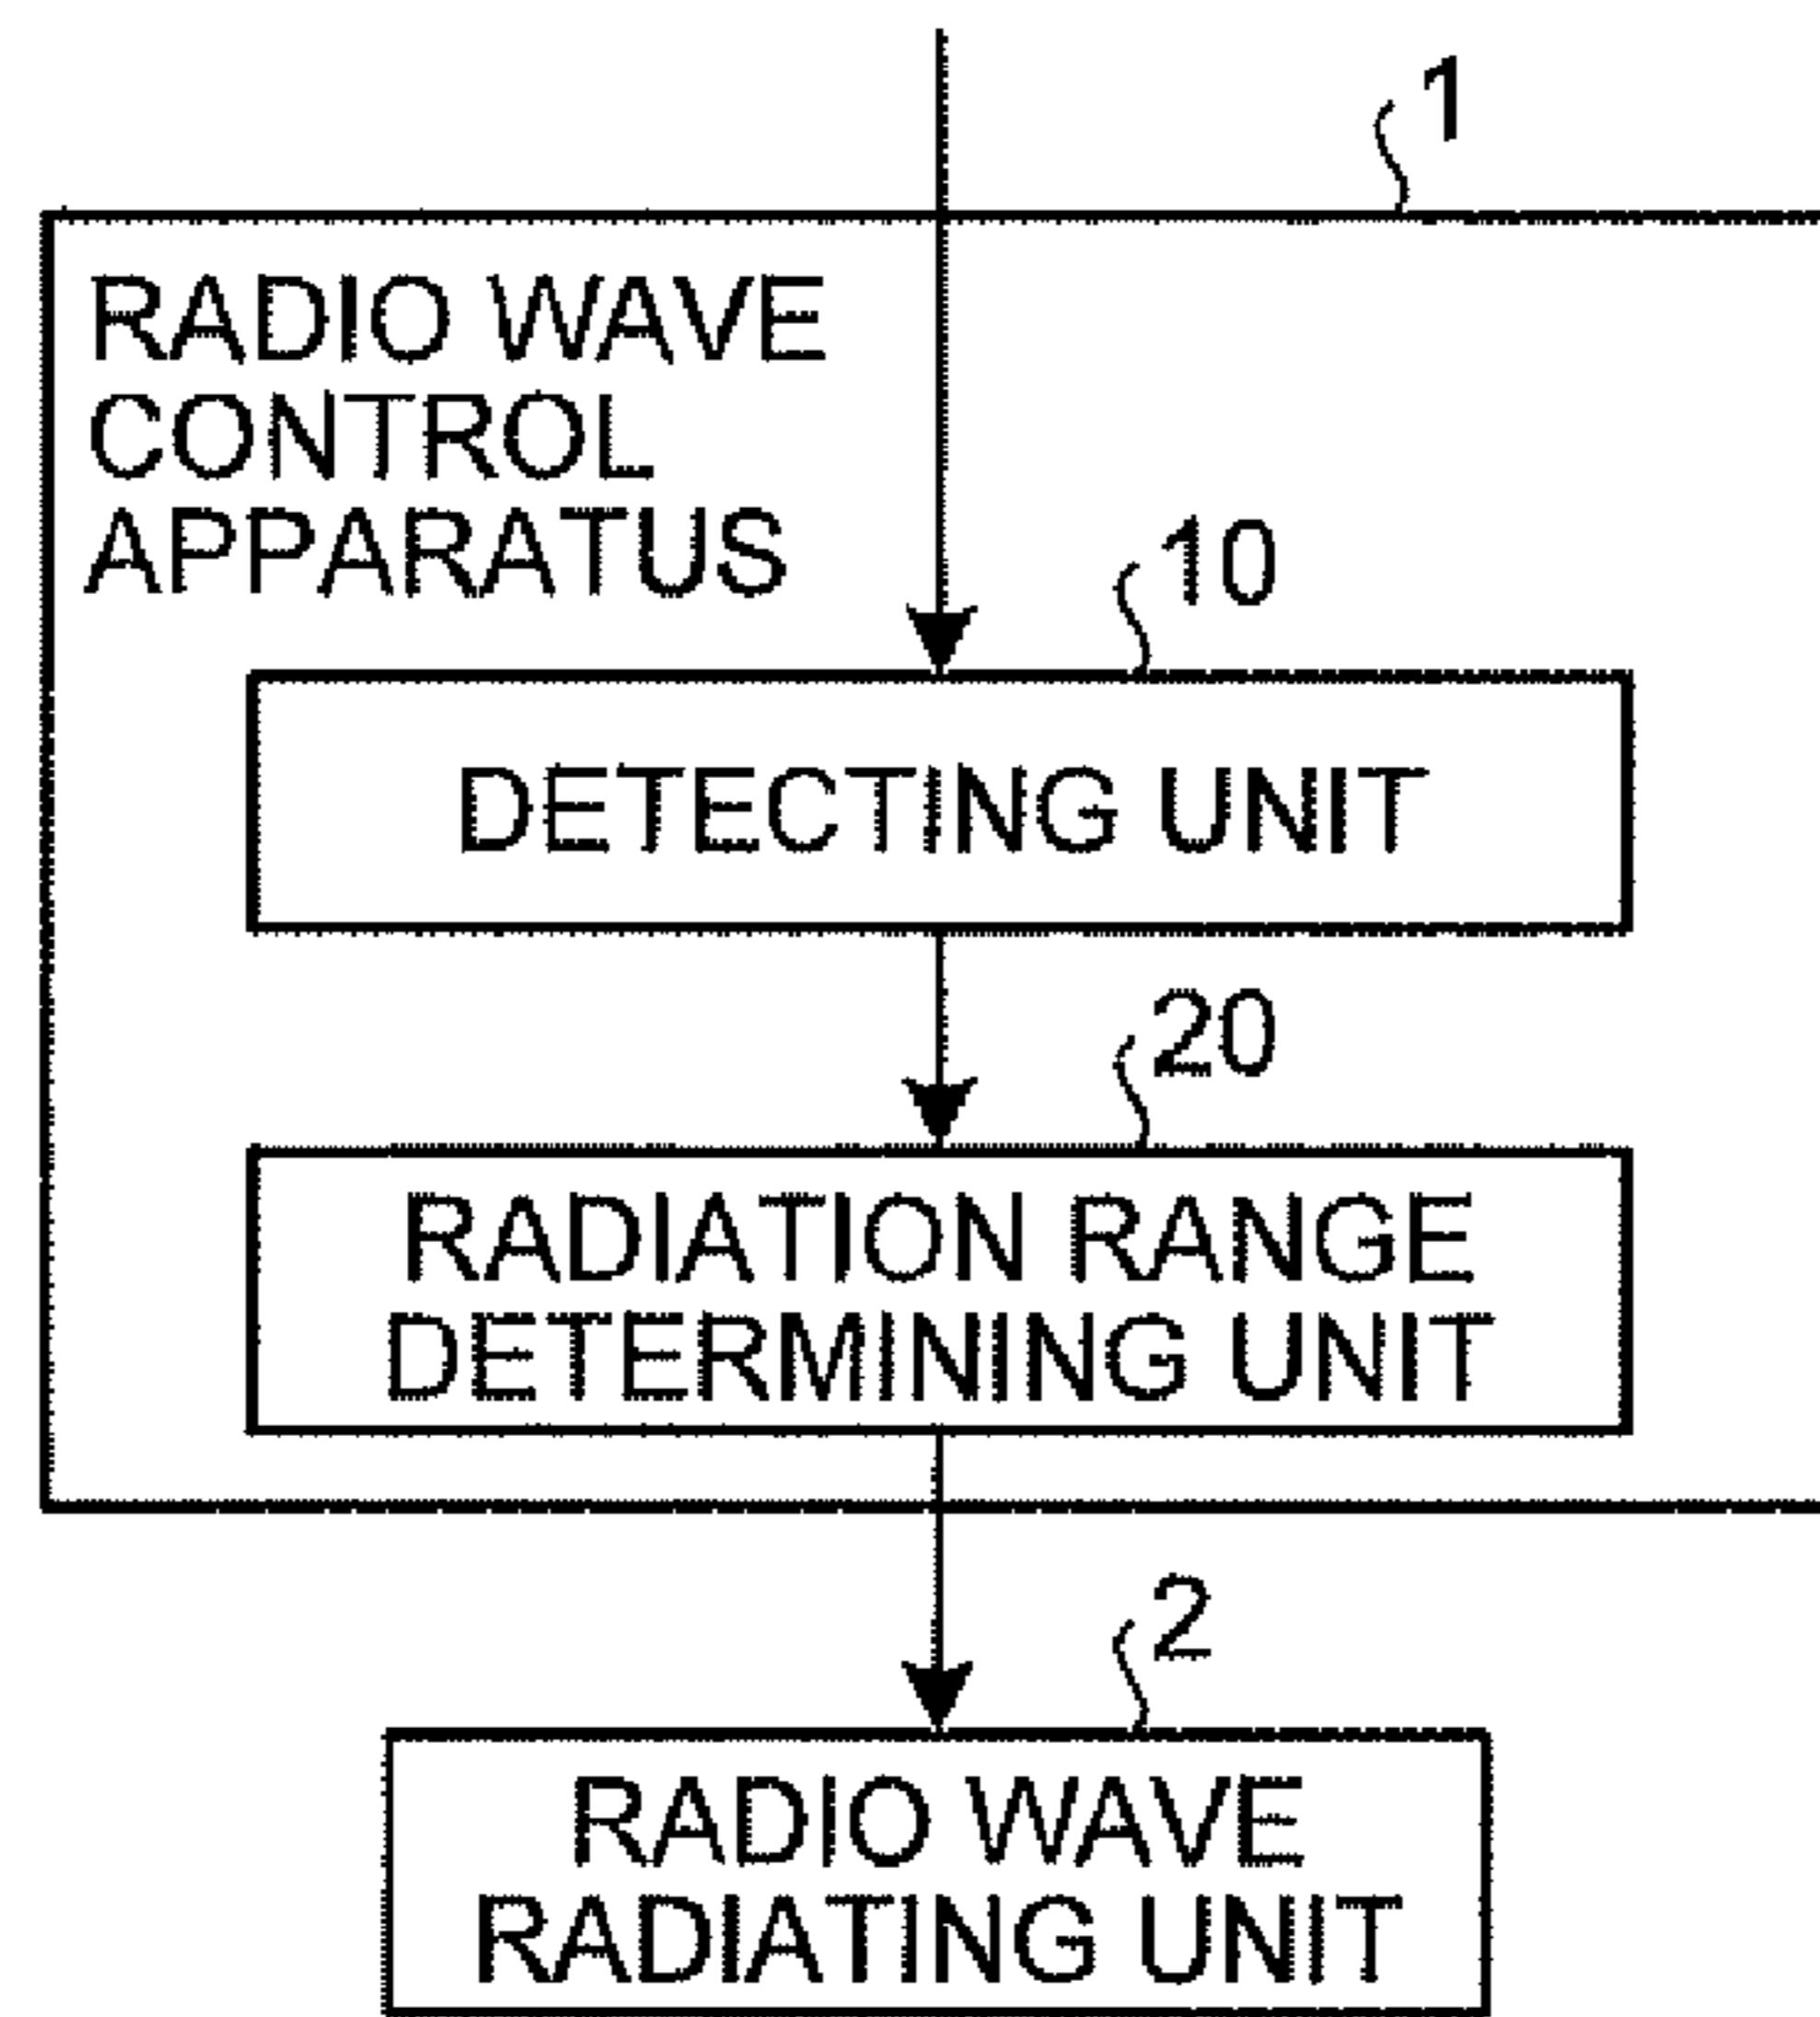 1
RADIO WAVE
CONTROL
APPARATUS
10
DETECTING UNIT
20
RADIATION RANGE
DETERMINING UNIT
2
RADIO WAVE
RADIATING UNIT